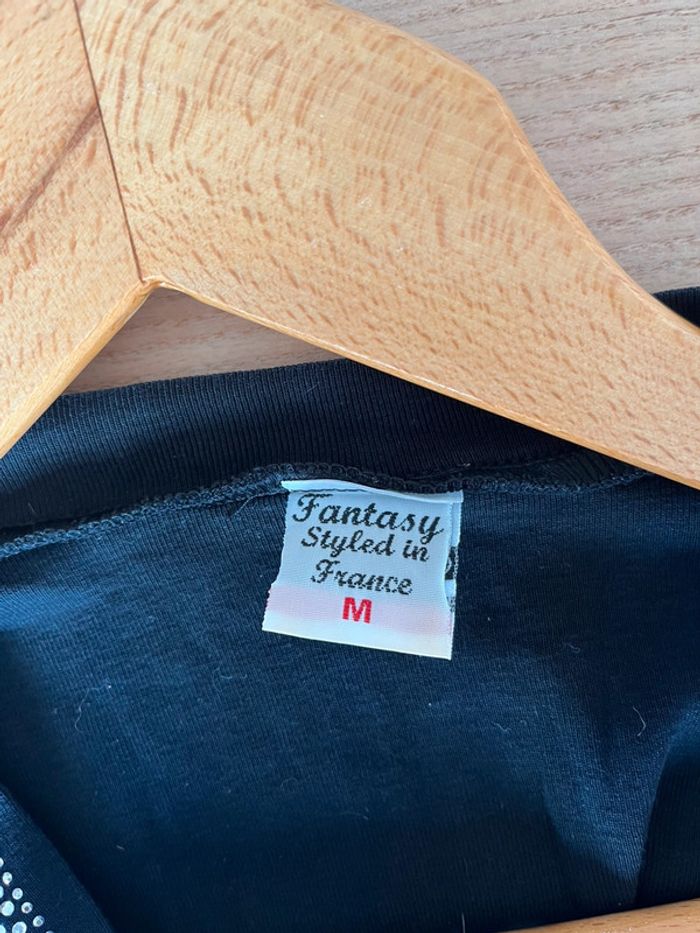 Fantasy
Styled in
France
M